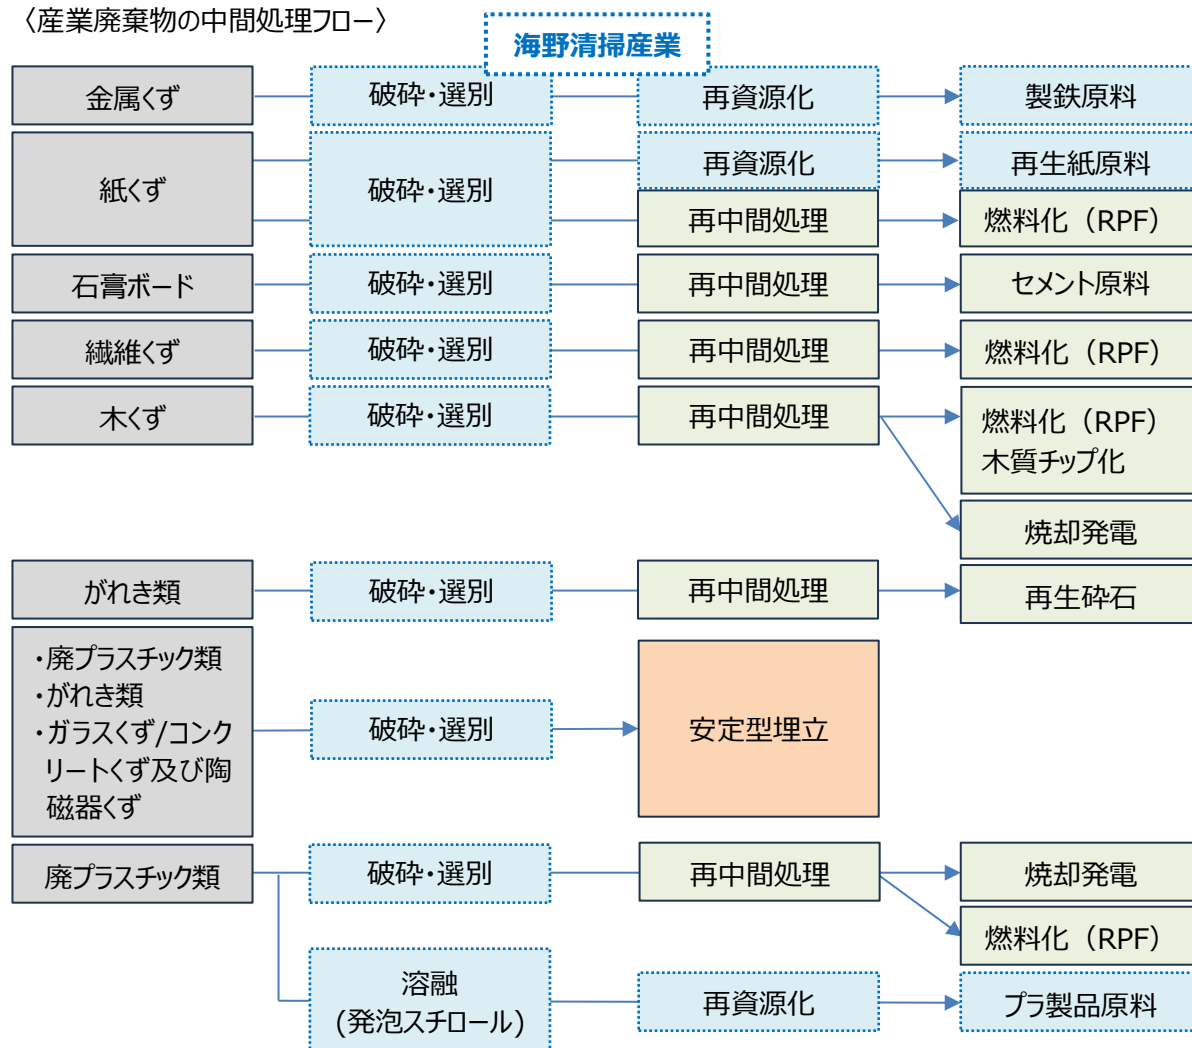 〈産業廃棄物の中間処理フロー〉
海野清掃産業
金属くず
破砕・選別
再資源化
製鉄原料
紙くず
破砕・選別
再資源化
再生紙原料
再中間処理
燃料化（RPF）
石膏ボード
破砕・選別
再中間処理
セメント原料
繊維くず
破砕・選別
再中間処理
燃料化（RPF）
木くず
破砕・選別
再中間処理
燃料化（RPF）
木質チップ化
焼却発電
がれき類
破砕・選別
再中間処理
再生砕石
・廃プラスチック類
・がれき類
・ガラスくず/コンク
リートくず及び陶
磁器くず
破砕・選別
安定型埋立
廃プラスチック類
破砕・選別
再中間処理
焼却発電
燃料化（RPF）
溶融
(発泡スチロール)
再資源化
プラ製品原料